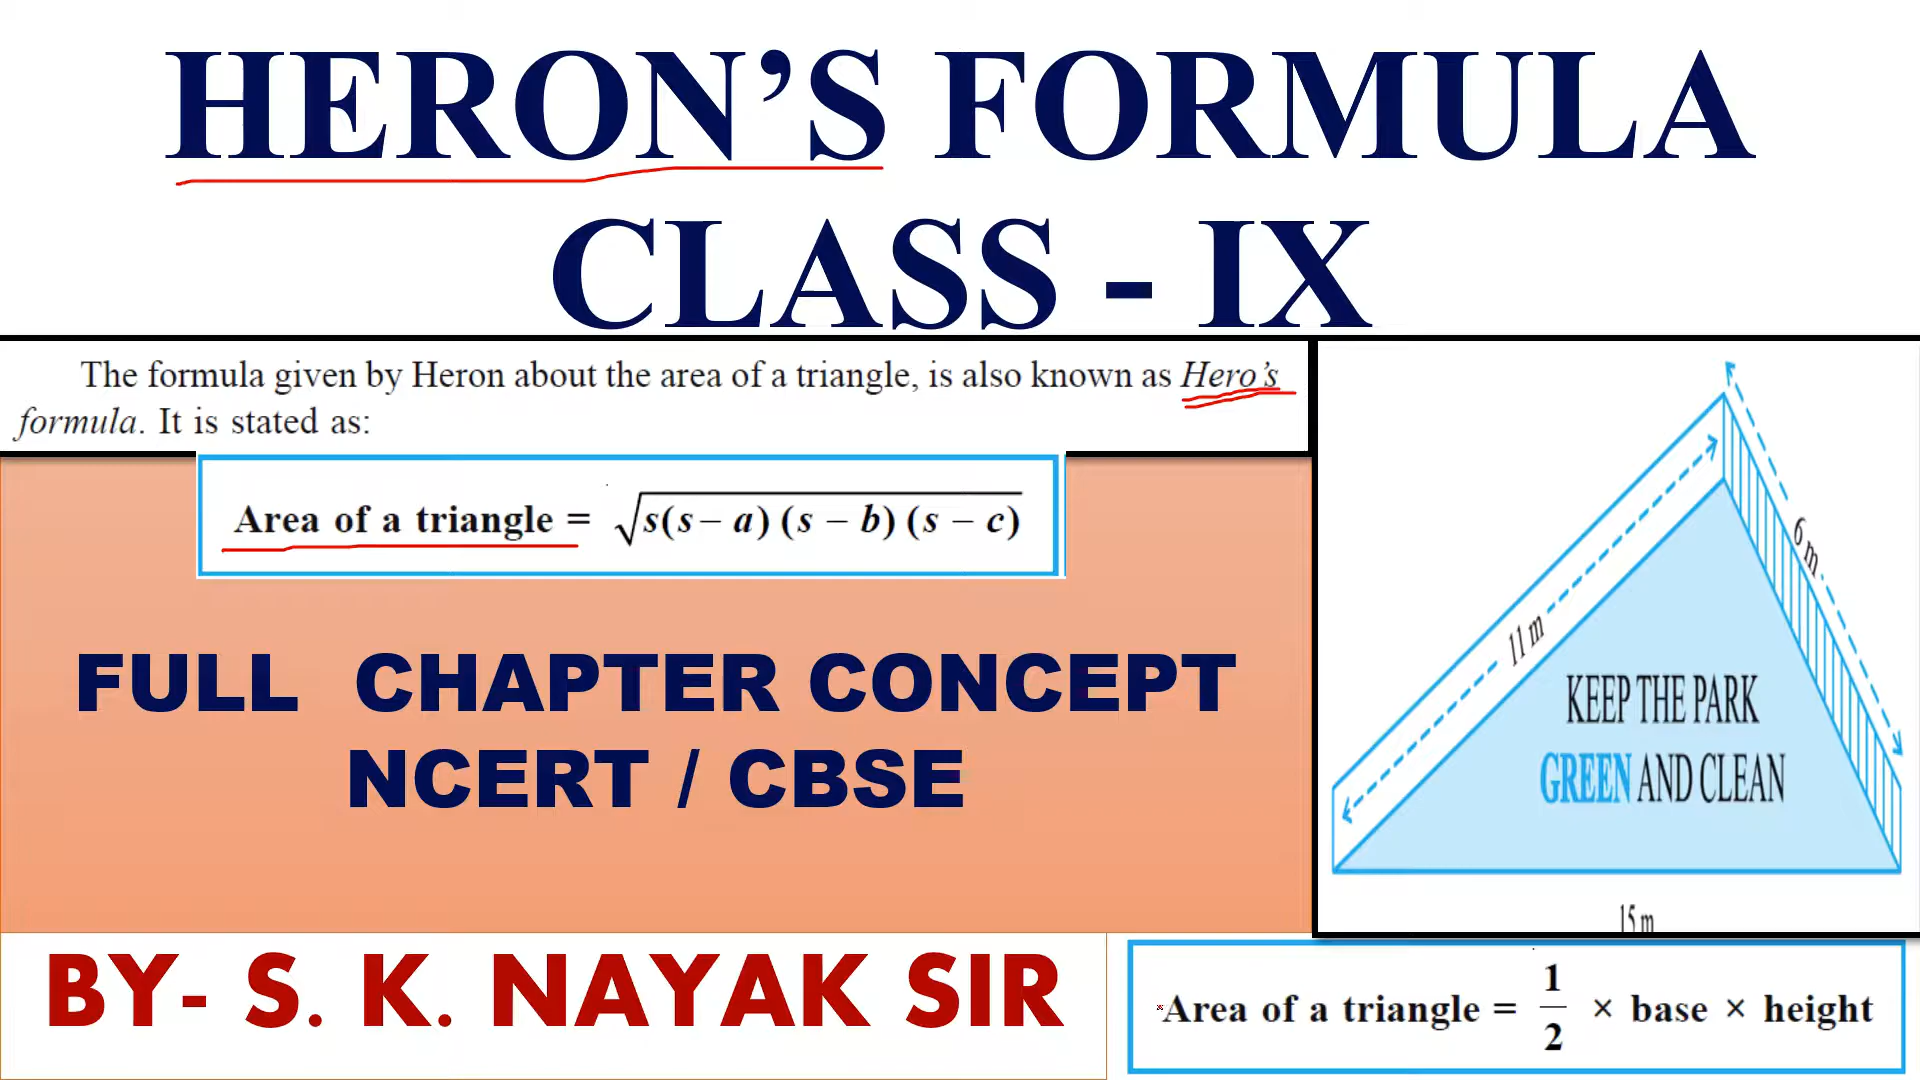 HERON’S FORMULA
CLASS - IX
The formula given by Heron about the area of a triangle, is also known as Hero’s
formula. It is stated as:
Area of a triangle = √s(s – a) (s – b) (s – c)
FULL CHAPTER CONCEPT
NCERT / CBSE
BY- S. K. NAYAK SIR
6 m
11 m
KEEP THE PARK
GREEN AND CLEAN
15 m
Area of a triangle = 1/2 × base × height